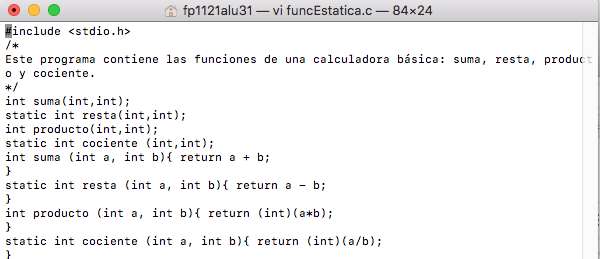 fp1121alu31 — vi funcEstatica.c — 84×24
#include <stdio.h>
/*
Este programa contiene las funciones de una calculadora básica: suma, resta, product
o y cociente.
*/
int suma(int,int);
static int resta(int,int);
int producto(int,int);
static int cociente (int,int);
int suma (int a, int b){ return a + b;
}
static int resta (int a, int b){ return a - b;
}
int producto (int a, int b){ return (int)(a*b);
}
static int cociente (int a, int b){ return (int)(a/b);
}